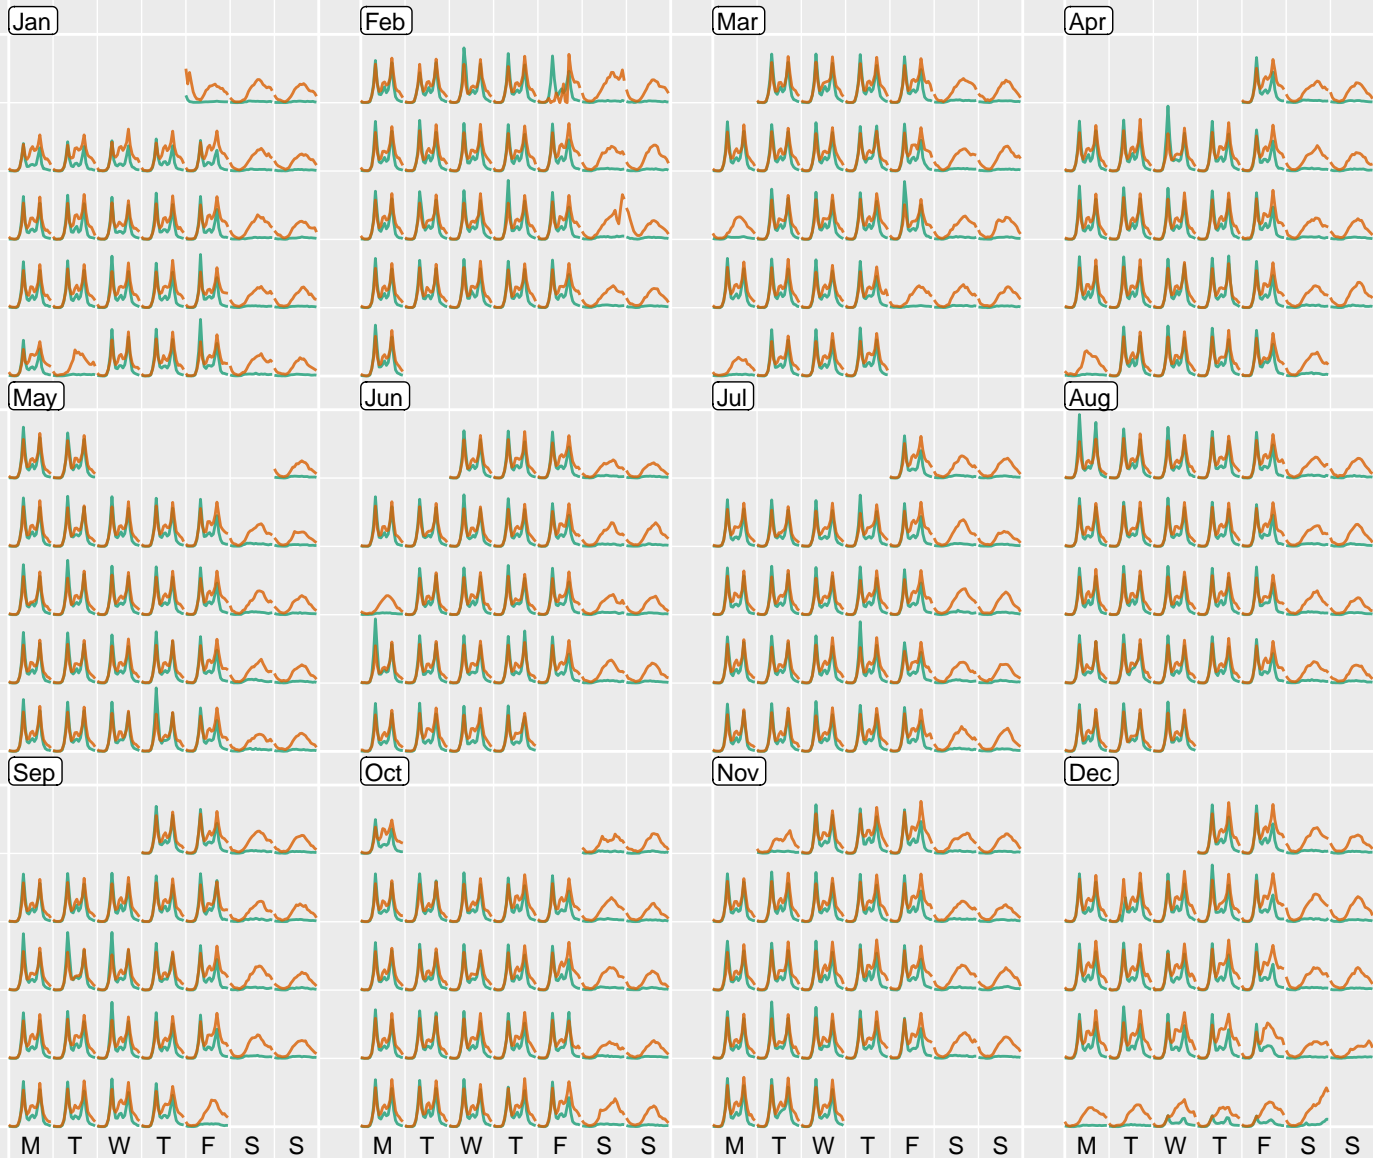 Jan Feb Mar Apr
May Jun Jul Aug
Sep Oct Nov Dec
M T W T F S S M T W T F S S M T W T F S S M T W T F S S